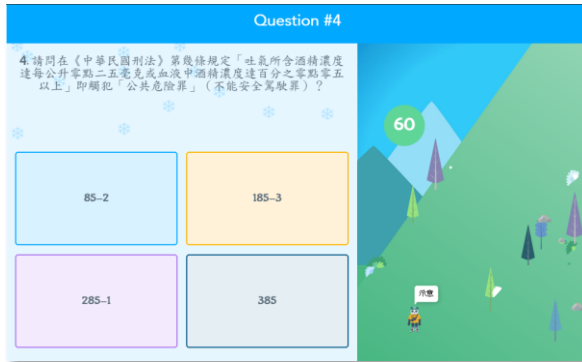 Question #4
4.請問在《中華民國刑法》第幾條規定「吐氣所含酒精濃度
達每公升零點二五毫克或血液中酒精濃度達百分之零點零五
以上」即觸犯「公共危險罪」（不能安全駕駛罪）？
85–2
185–3
285–1
385
60
示意